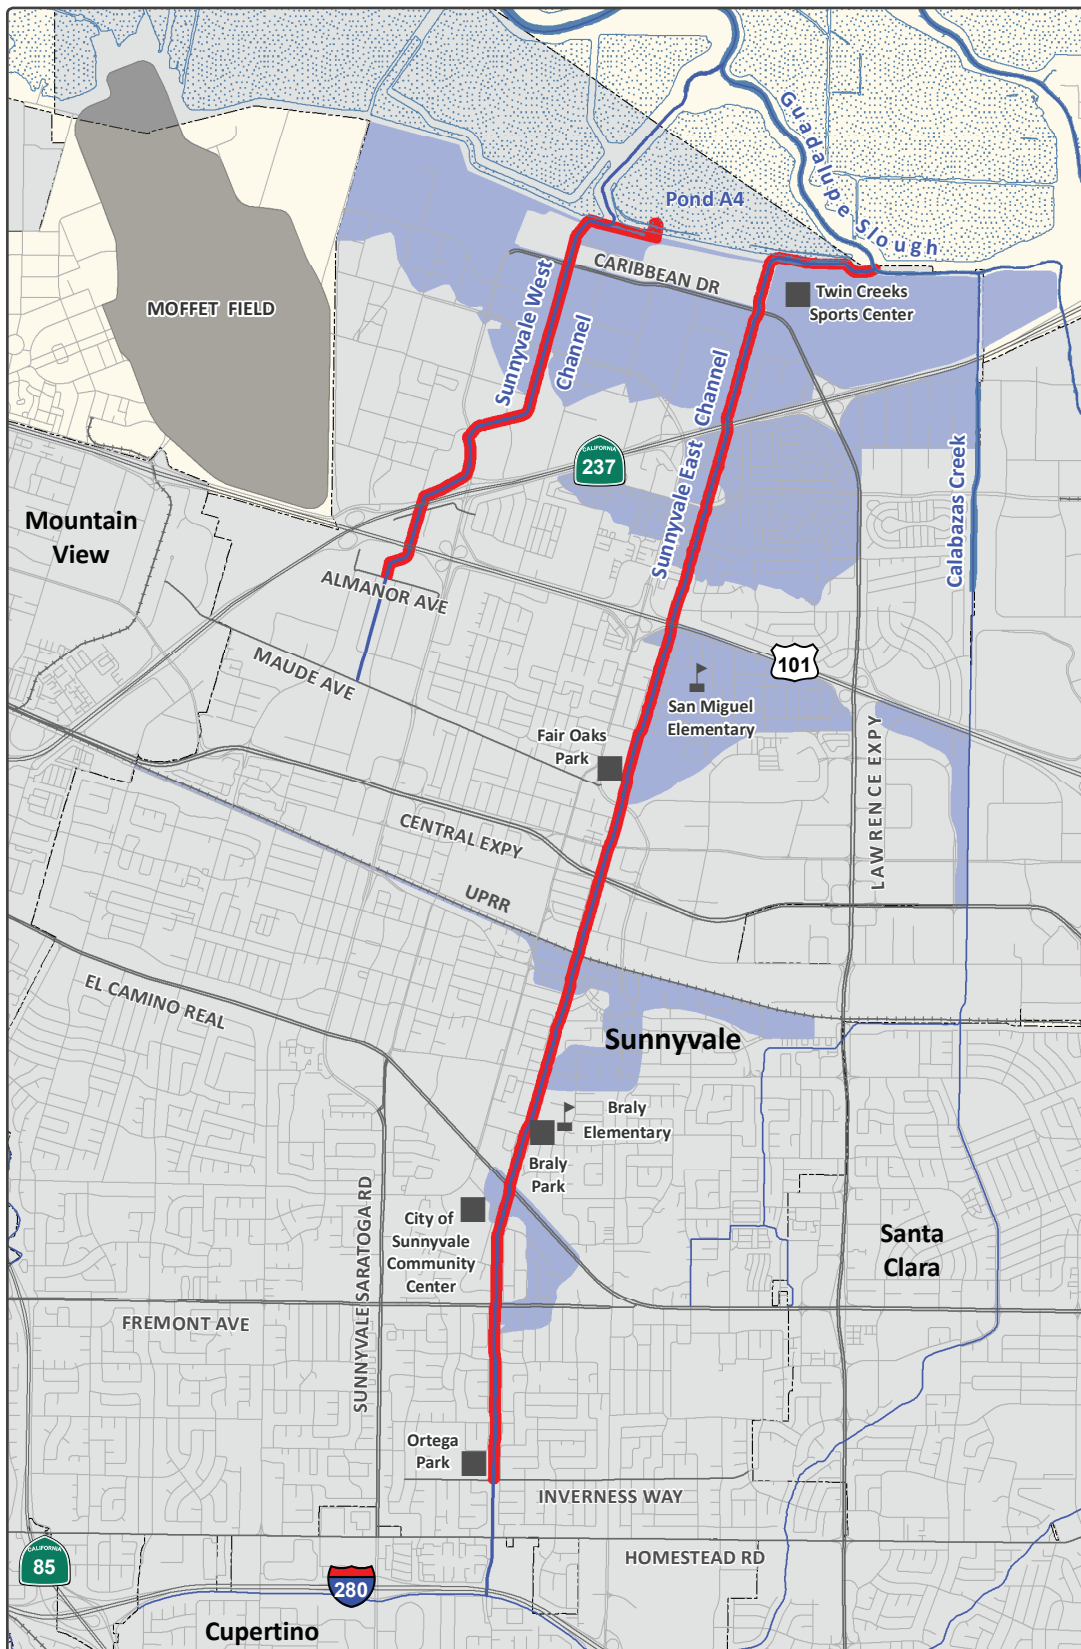 Guadalupe Slough
Pond A4
CARIBBEAN DR
MOFFET FIELD
Twin Creeks
Sports Center
Sunnyvale West
Channel
Sunnyvale East Channel
CALIFORNIA
237
Calabazas Creek
Mountain
View
ALMANOR AVE
MAUDE AVE
101
San Miguel
Elementary
Fair Oaks
Park
LAWRENCE EXPY
CENTRAL EXPY
UPRR
EL CAMINO REAL
Sunnyvale
Braly
Elementary
Braly
Park
SUNNYVALE SARATOGA RD
City of
Sunnyvale
Community
Center
Santa
Clara
FREMONT AVE
Ortega
Park
INVERNESS WAY
HOMESTEAD RD
CALIFORNIA
85
280
Cupertino